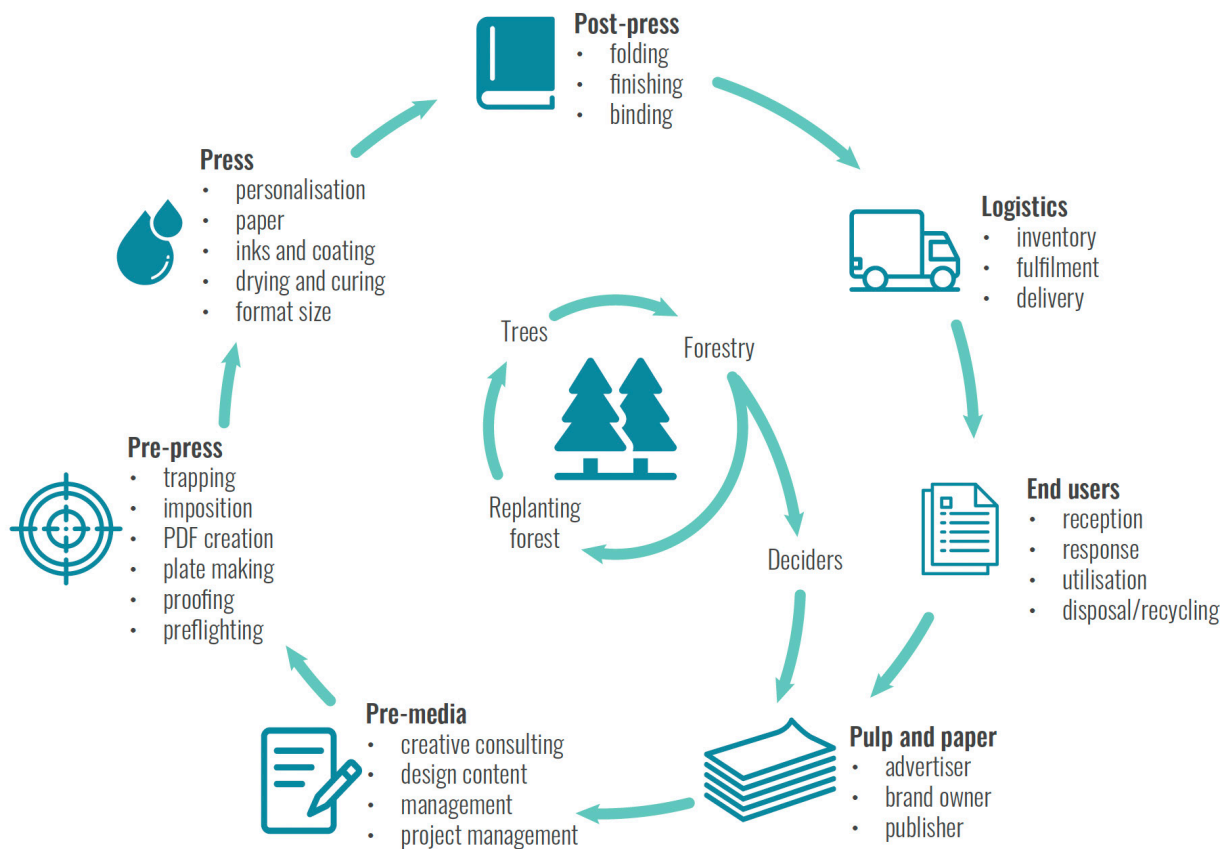 Post-press
• folding
• finishing
• binding
Press
• personalisation
• paper
• inks and coating
• drying and curing
• format size
Logistics
• inventory
• fulfilment
• delivery
Trees
Forestry
Replanting
forest
Deciders
Pre-press
• trapping
• imposition
• PDF creation
• plate making
• proofing
• preflighting
End users
• reception
• response
• utilisation
• disposal/recycling
Pre-media
• creative consulting
• design content
• management
• project management
Pulp and paper
• advertiser
• brand owner
• publisher